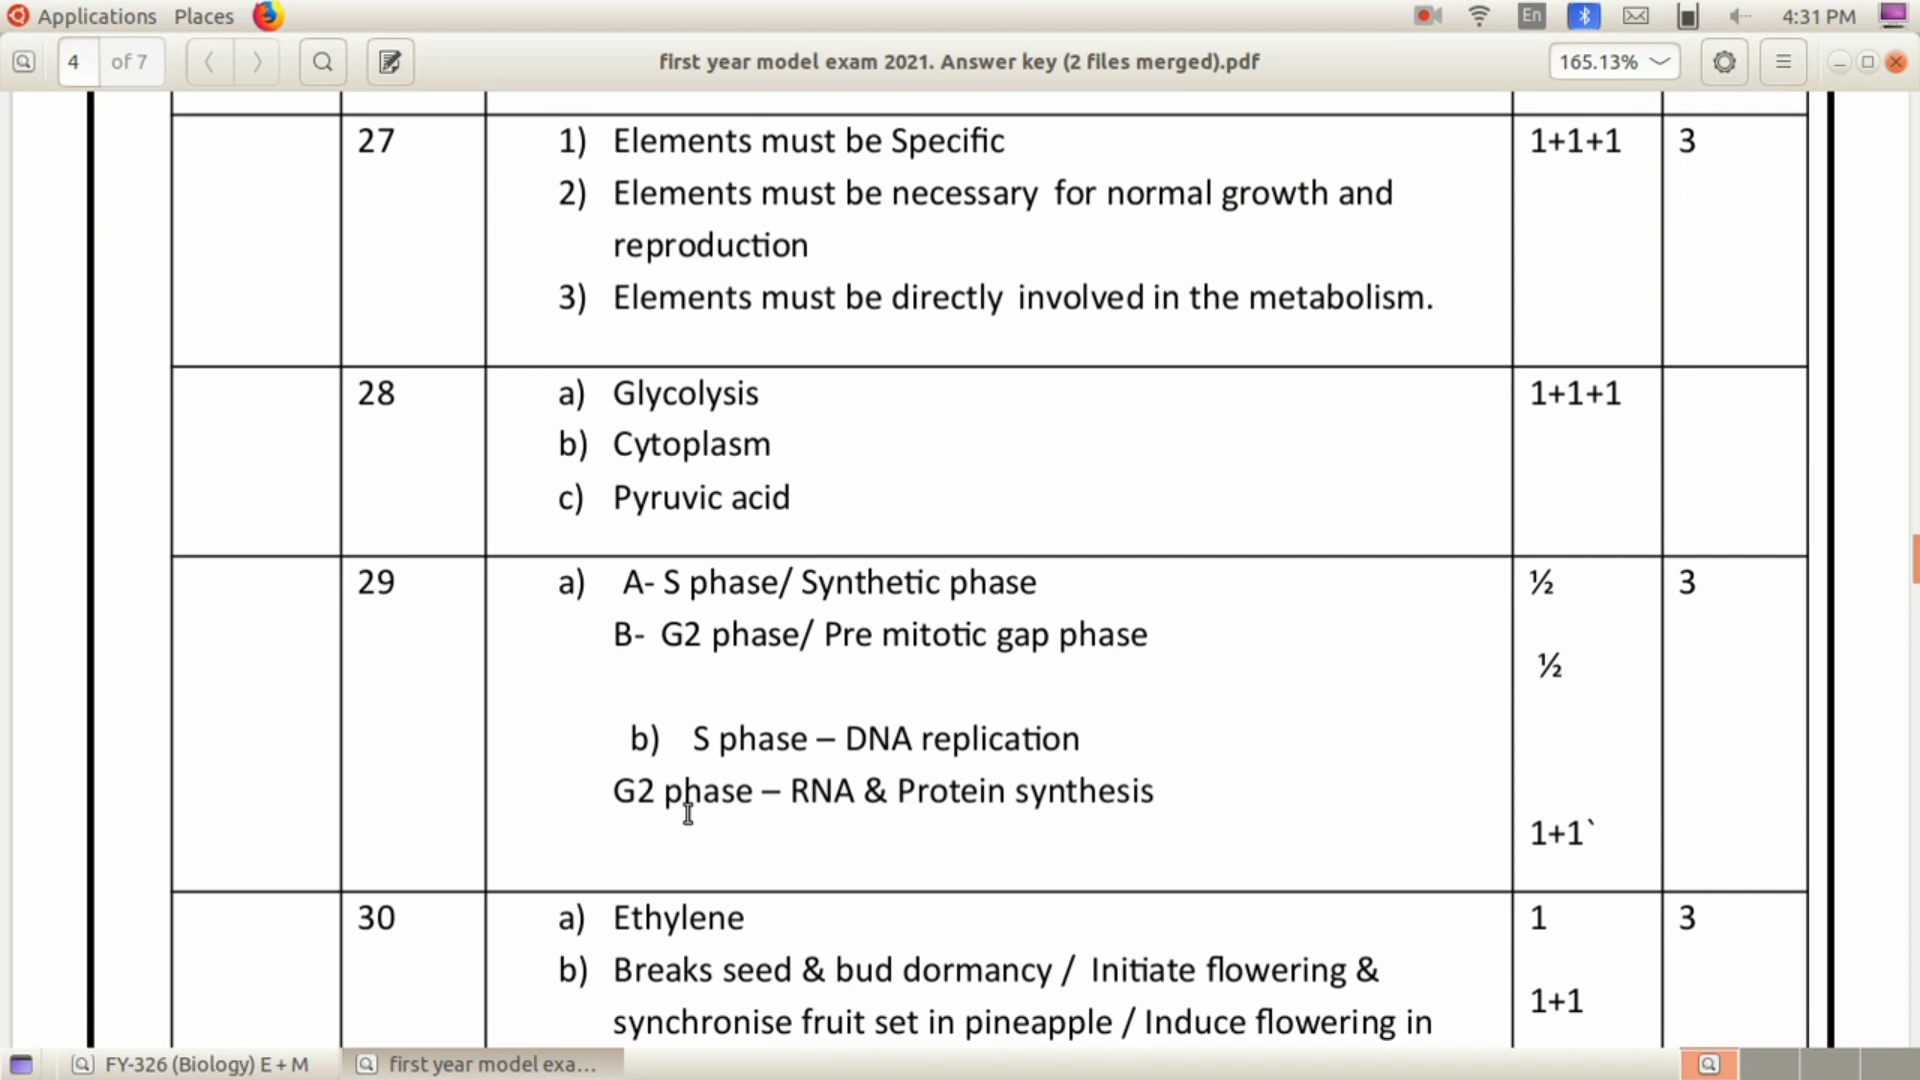 Applications Places En 4:31 PM
4 of 7 first year model exam 2021. Answer key (2 files merged).pdf 165.13%
27 1) Elements must be Specific 1+1+1 3
2) Elements must be necessary for normal growth and
reproduction
3) Elements must be directly involved in the metabolism.
28 a) Glycolysis 1+1+1
b) Cytoplasm
c) Pyruvic acid
29 a) A- S phase/ Synthetic phase ½ 3
B- G2 phase/ Pre mitotic gap phase
½
b) S phase – DNA replication
G2 phase – RNA & Protein synthesis
1+1`
30 a) Ethylene 1 3
b) Breaks seed & bud dormancy / Initiate flowering &
1+1
synchronise fruit set in pineapple / Induce flowering in
FY-326 (Biology) E + M first year model exa...